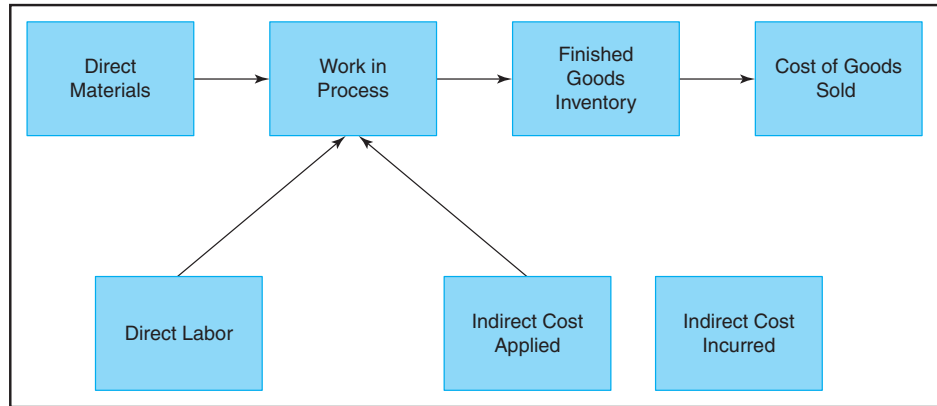 Direct
Materials
Work in
Process
Finished
Goods
Inventory
Cost of Goods
Sold
Direct Labor
Indirect Cost
Applied
Indirect Cost
Incurred